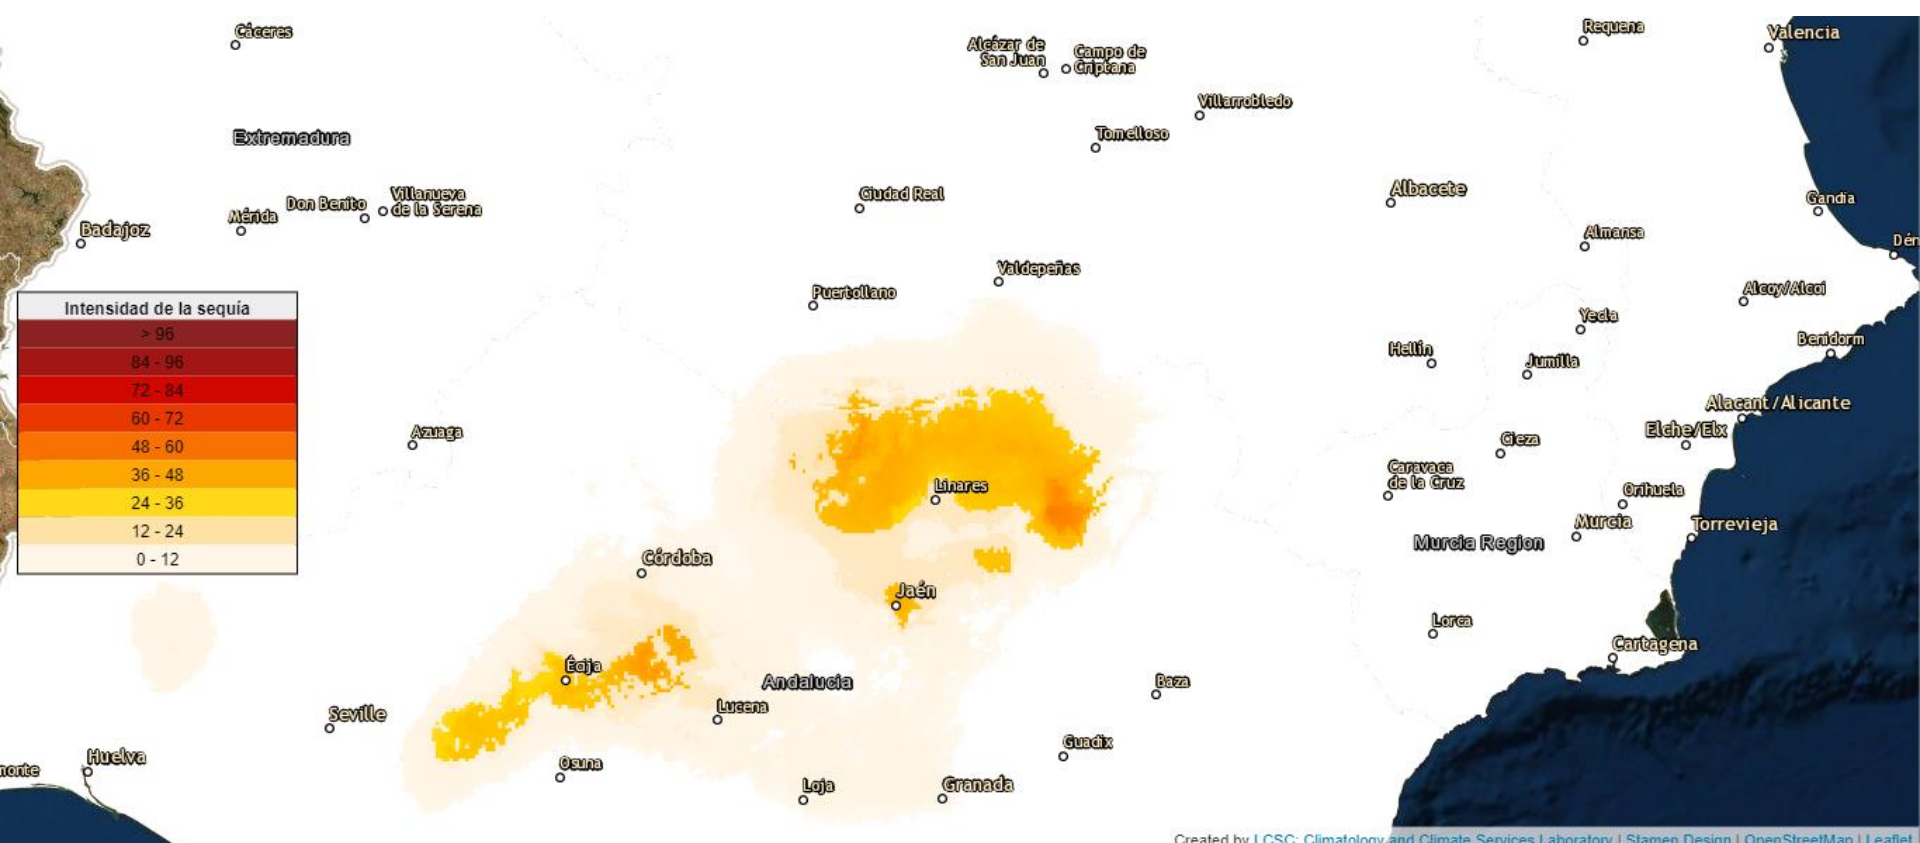 Cáceres
Alcázar de
San Juan
Campo de
Criptana
Requena
Valencia
Villarrobledo
Extremadura
Tomelloso
Don Benito
Villanueva
de la Serena
Ciudad Real
Albacete
Gandia
Mérida
Badajoz
Almansa
Dén
Valdepeñas
Puertollano
Alcoy/Alcoi
Intensidad de la sequía
> 96
84 - 96
72 - 84
60 - 72
48 - 60
36 - 48
24 - 36
12 - 24
0 - 12
Yecla
Benidorm
Hellín
Jumilla
Alacant/Alicante
Azuaga
Elche/Elx
Cieza
Caravaca
de la Cruz
Linares
Orihuela
Murcia
Torrevieja
Murcia Region
Córdoba
Jaén
Lorca
Cartagena
Écija
Andalucia
Baza
Lucena
Seville
Guadix
Huelva
Osuna
monte
Loja
Granada
Created by LCSC: Climatology and Climate Services Laboratory | Stamen Design | OpenStreetMap | Leaflet